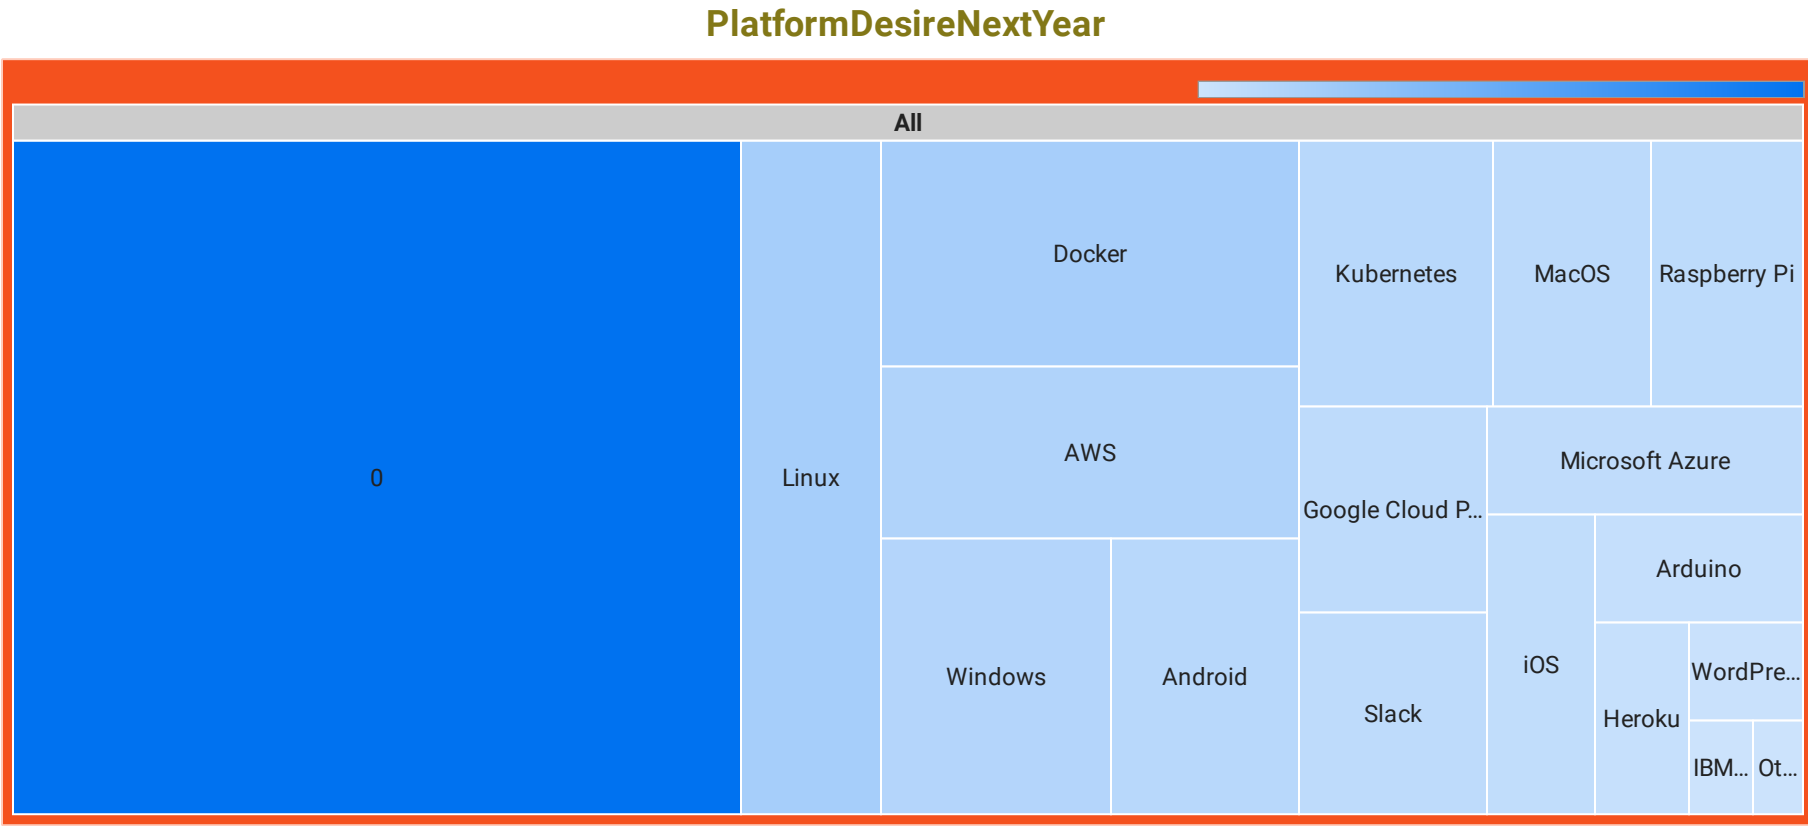 PlatformDesireNextYear
All
0
Linux
Docker
AWS
Windows
Android
Kubernetes
MacOS
Raspberry Pi
Google Cloud P...
Microsoft Azure
Slack
iOS
Arduino
Heroku
WordPre...
IBM...
Ot...